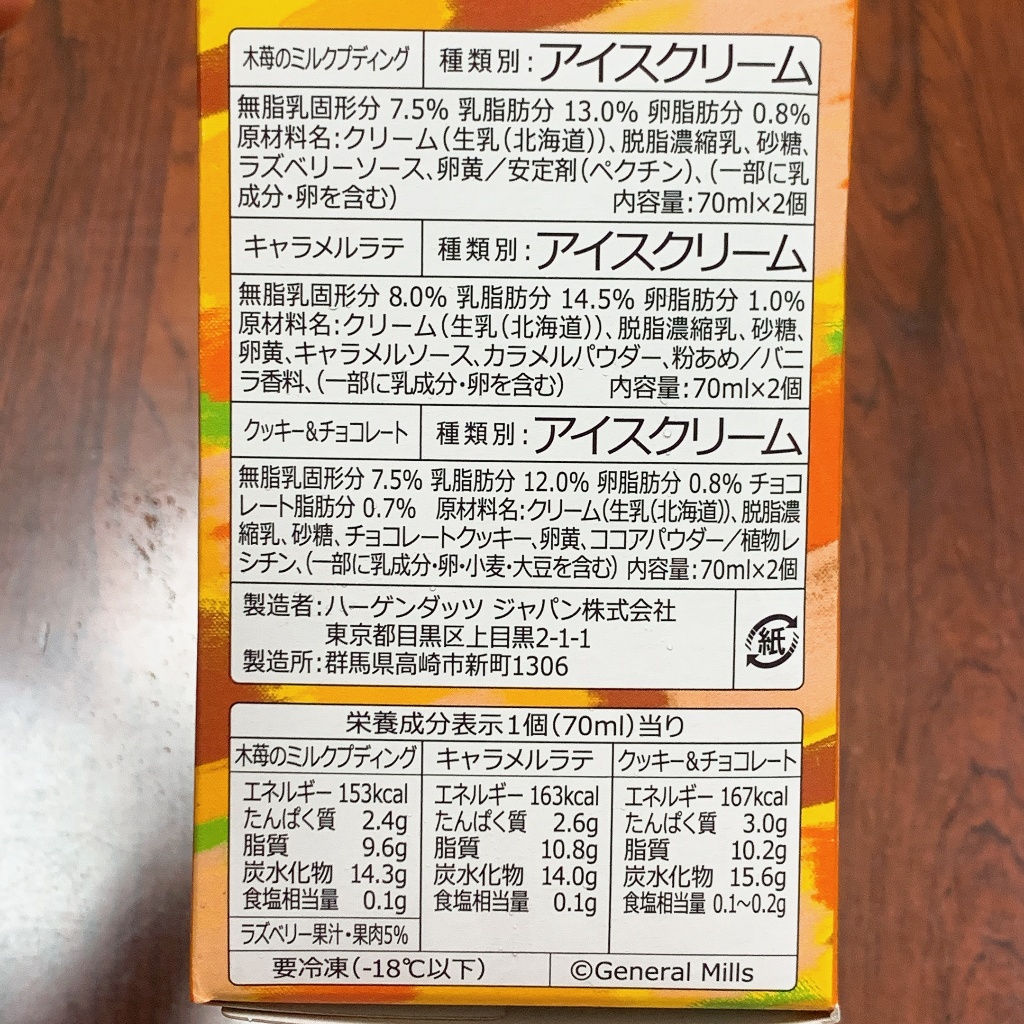 木苺のミルクプディング 種類別:アイスクリーム
無脂乳固形分 7.5% 乳脂肪分 13.0% 卵脂肪分 0.8%
原材料名:クリーム(生乳(北海道))、脱脂濃縮乳、砂糖、
ラズベリーソース、卵黄/安定剤(ペクチン)、(一部に乳
成分・卵を含む) 内容量:70ml×2個
キャラメルラテ 種類別:アイスクリーム
無脂乳固形分 8.0% 乳脂肪分 14.5% 卵脂肪分 1.0%
原材料名:クリーム(生乳(北海道))、脱脂濃縮乳、砂糖、
卵黄、キャラメルソース、カラメルパウダー、粉あめ/バニ
ラ香料、(一部に乳成分・卵を含む) 内容量:70ml×2個
クッキー&チョコレート 種類別:アイスクリーム
無脂乳固形分 7.5% 乳脂肪分 12.0% 卵脂肪分 0.8% チョコ
レート脂肪分 0.7% 原材料名:クリーム(生乳(北海道))、脱脂濃
縮乳、砂糖、チョコレートクッキー、卵黄、ココアパウダー/植物レ
シチン、(一部に乳成分・卵・小麦・大豆を含む) 内容量:70ml×2個
製造者:ハーゲンダッツ ジャパン株式会社
東京都目黒区上目黒2-1-1
製造所:群馬県高崎市新町1306
紙
栄養成分表示1個(70ml)当り
木苺のミルクプディング キャラメルラテ クッキー&チョコレート
エネルギー 153kcal エネルギー 163kcal エネルギー 167kcal
たんぱく質 2.4g たんぱく質 2.6g たんぱく質 3.0g
脂質 9.6g 脂質 10.8g 脂質 10.2g
炭水化物 14.3g 炭水化物 14.0g 炭水化物 15.6g
食塩相当量 0.1g 食塩相当量 0.1g 食塩相当量 0.1~0.2g
ラズベリー果汁・果肉5%
要冷凍(-18℃以下) ©General Mills